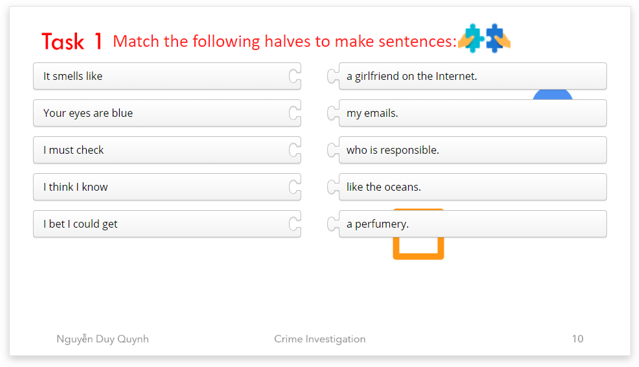 Task 1 Match the following halves to make sentences:
It smells like
a girlfriend on the Internet.
Your eyes are blue
my emails.
I must check
who is responsible.
I think I know
like the oceans.
I bet I could get
a perfumery.
Nguyễn Duy Quynh
Crime Investigation
10